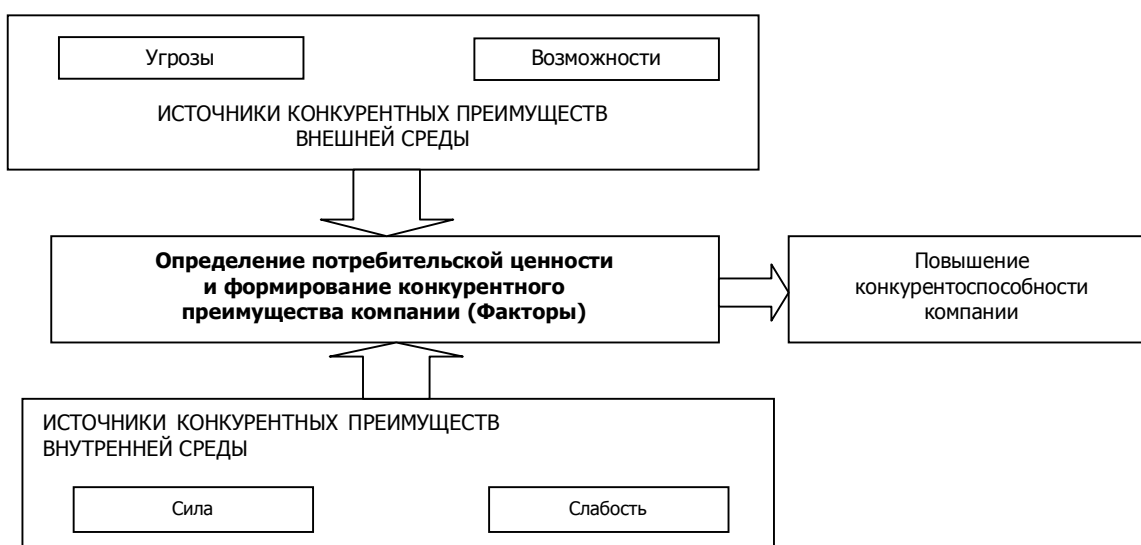 Угрозы
Возможности
ИСТОЧНИКИ КОНКУРЕНТНЫХ ПРЕИМУЩЕСТВ
ВНЕШНЕЙ СРЕДЫ
Определение потребительской ценности
и формирование конкурентного
преимущества компании (Факторы)
Повышение
конкурентоспособности
компании
ИСТОЧНИКИ КОНКУРЕНТНЫХ ПРЕИМУЩЕСТВ
ВНУТРЕННЕЙ СРЕДЫ
Сила
Слабость